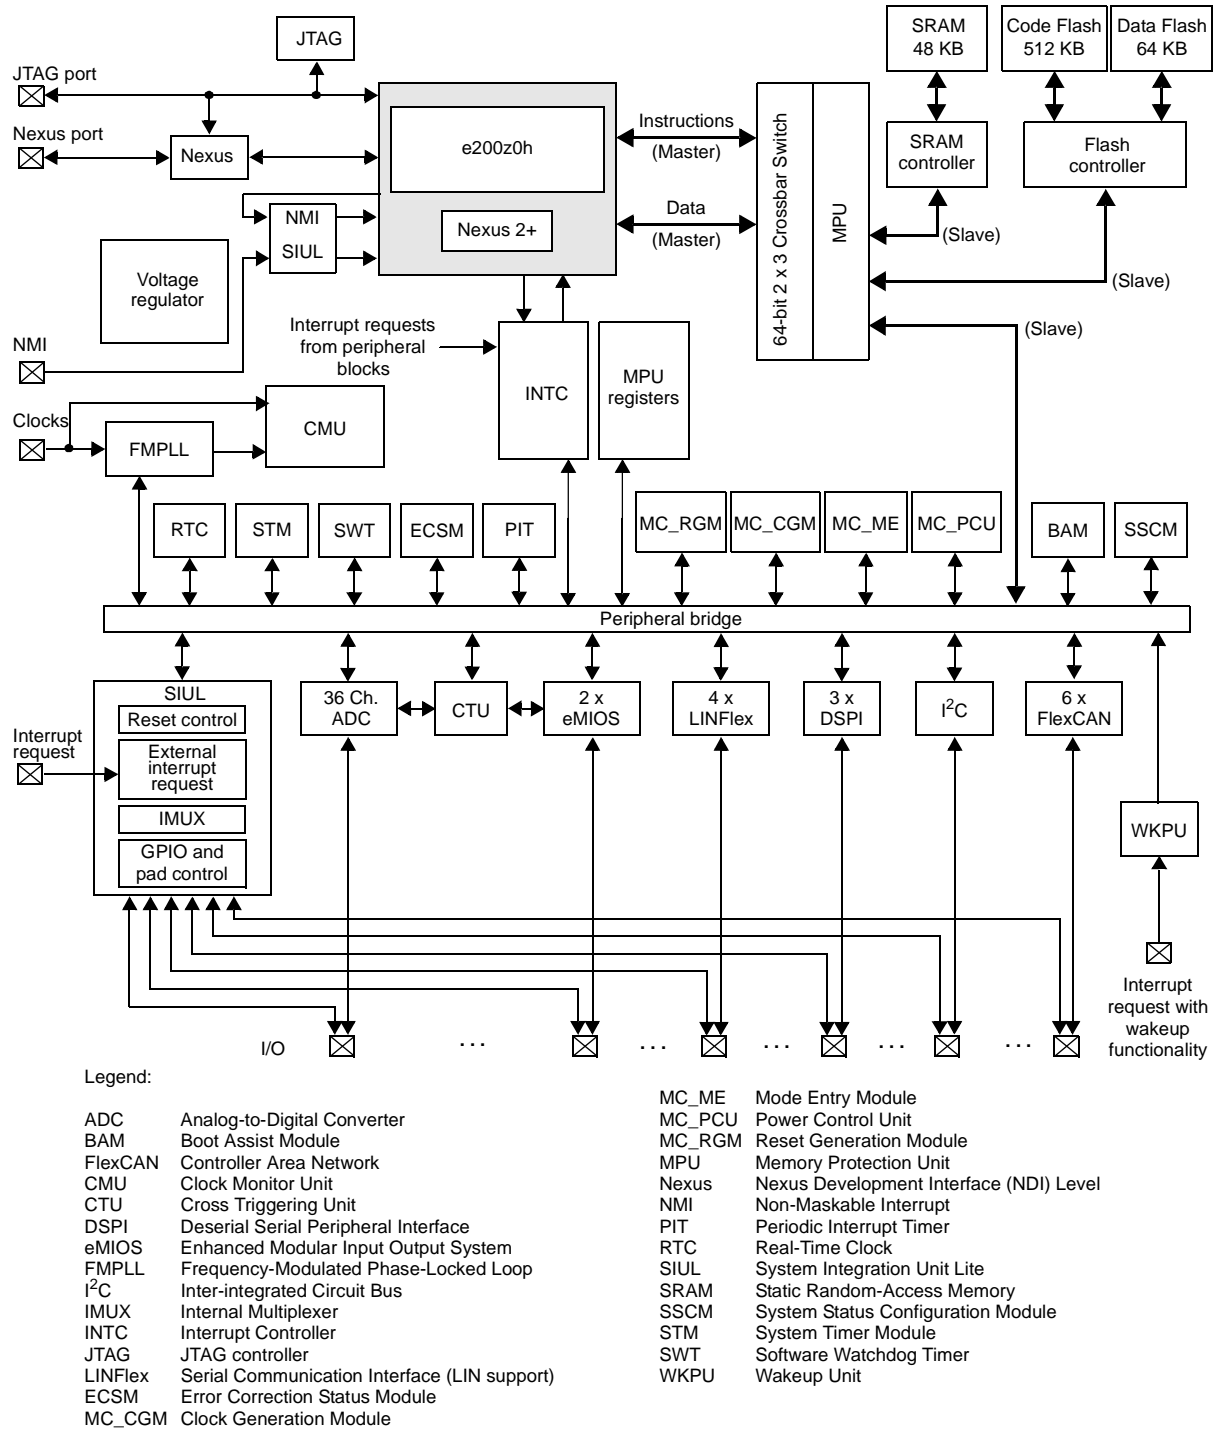 JTAG
SRAM
48 KB
Code Flash
512 KB
Data Flash
64 KB
JTAG port
Nexus port
Nexus
e200z0h
Nexus 2+
NMI
SIUL
Voltage
regulator
Instructions
(Master)
Data
(Master)
64-bit 2 x 3 Crossbar Switch
MPU
SRAM
controller
Flash
controller
(Slave)
(Slave)
(Slave)
NMI
Interrupt requests
from peripheral
blocks
INTC
MPU
registers
Clocks
FMPLL
CMU
RTC
STM
SWT
ECSM
PIT
MC_RGM
MC_CGM
MC_ME
MC_PCU
BAM
SSCM
Peripheral bridge
SIUL
Reset control
External
interrupt
request
IMUX
GPIO and
pad control
Interrupt
request
36 Ch.
ADC
CTU
2 x
eMIOS
4 x
LINFlex
3 x
DSPI
I2C
6 x
FlexCAN
WKPU
Interrupt
request with
wakeup
functionality
I/O
. . .
. . .
. . .
. . .
. . .
Legend:
ADC Analog-to-Digital Converter
BAM Boot Assist Module
FlexCAN Controller Area Network
CMU Clock Monitor Unit
CTU Cross Triggering Unit
DSPI Deserial Serial Peripheral Interface
eMIOS Enhanced Modular Input Output System
FMPLL Frequency-Modulated Phase-Locked Loop
I2C Inter-integrated Circuit Bus
IMUX Internal Multiplexer
INTC Interrupt Controller
JTAG JTAG controller
LINFlex Serial Communication Interface (LIN support)
ECSM Error Correction Status Module
MC_CGM Clock Generation Module
MC_ME Mode Entry Module
MC_PCU Power Control Unit
MC_RGM Reset Generation Module
MPU Memory Protection Unit
Nexus Nexus Development Interface (NDI) Level
NMI Non-Maskable Interrupt
PIT Periodic Interrupt Timer
RTC Real-Time Clock
SIUL System Integration Unit Lite
SRAM Static Random-Access Memory
SSCM System Status Configuration Module
STM System Timer Module
SWT Software Watchdog Timer
WKPU Wakeup Unit